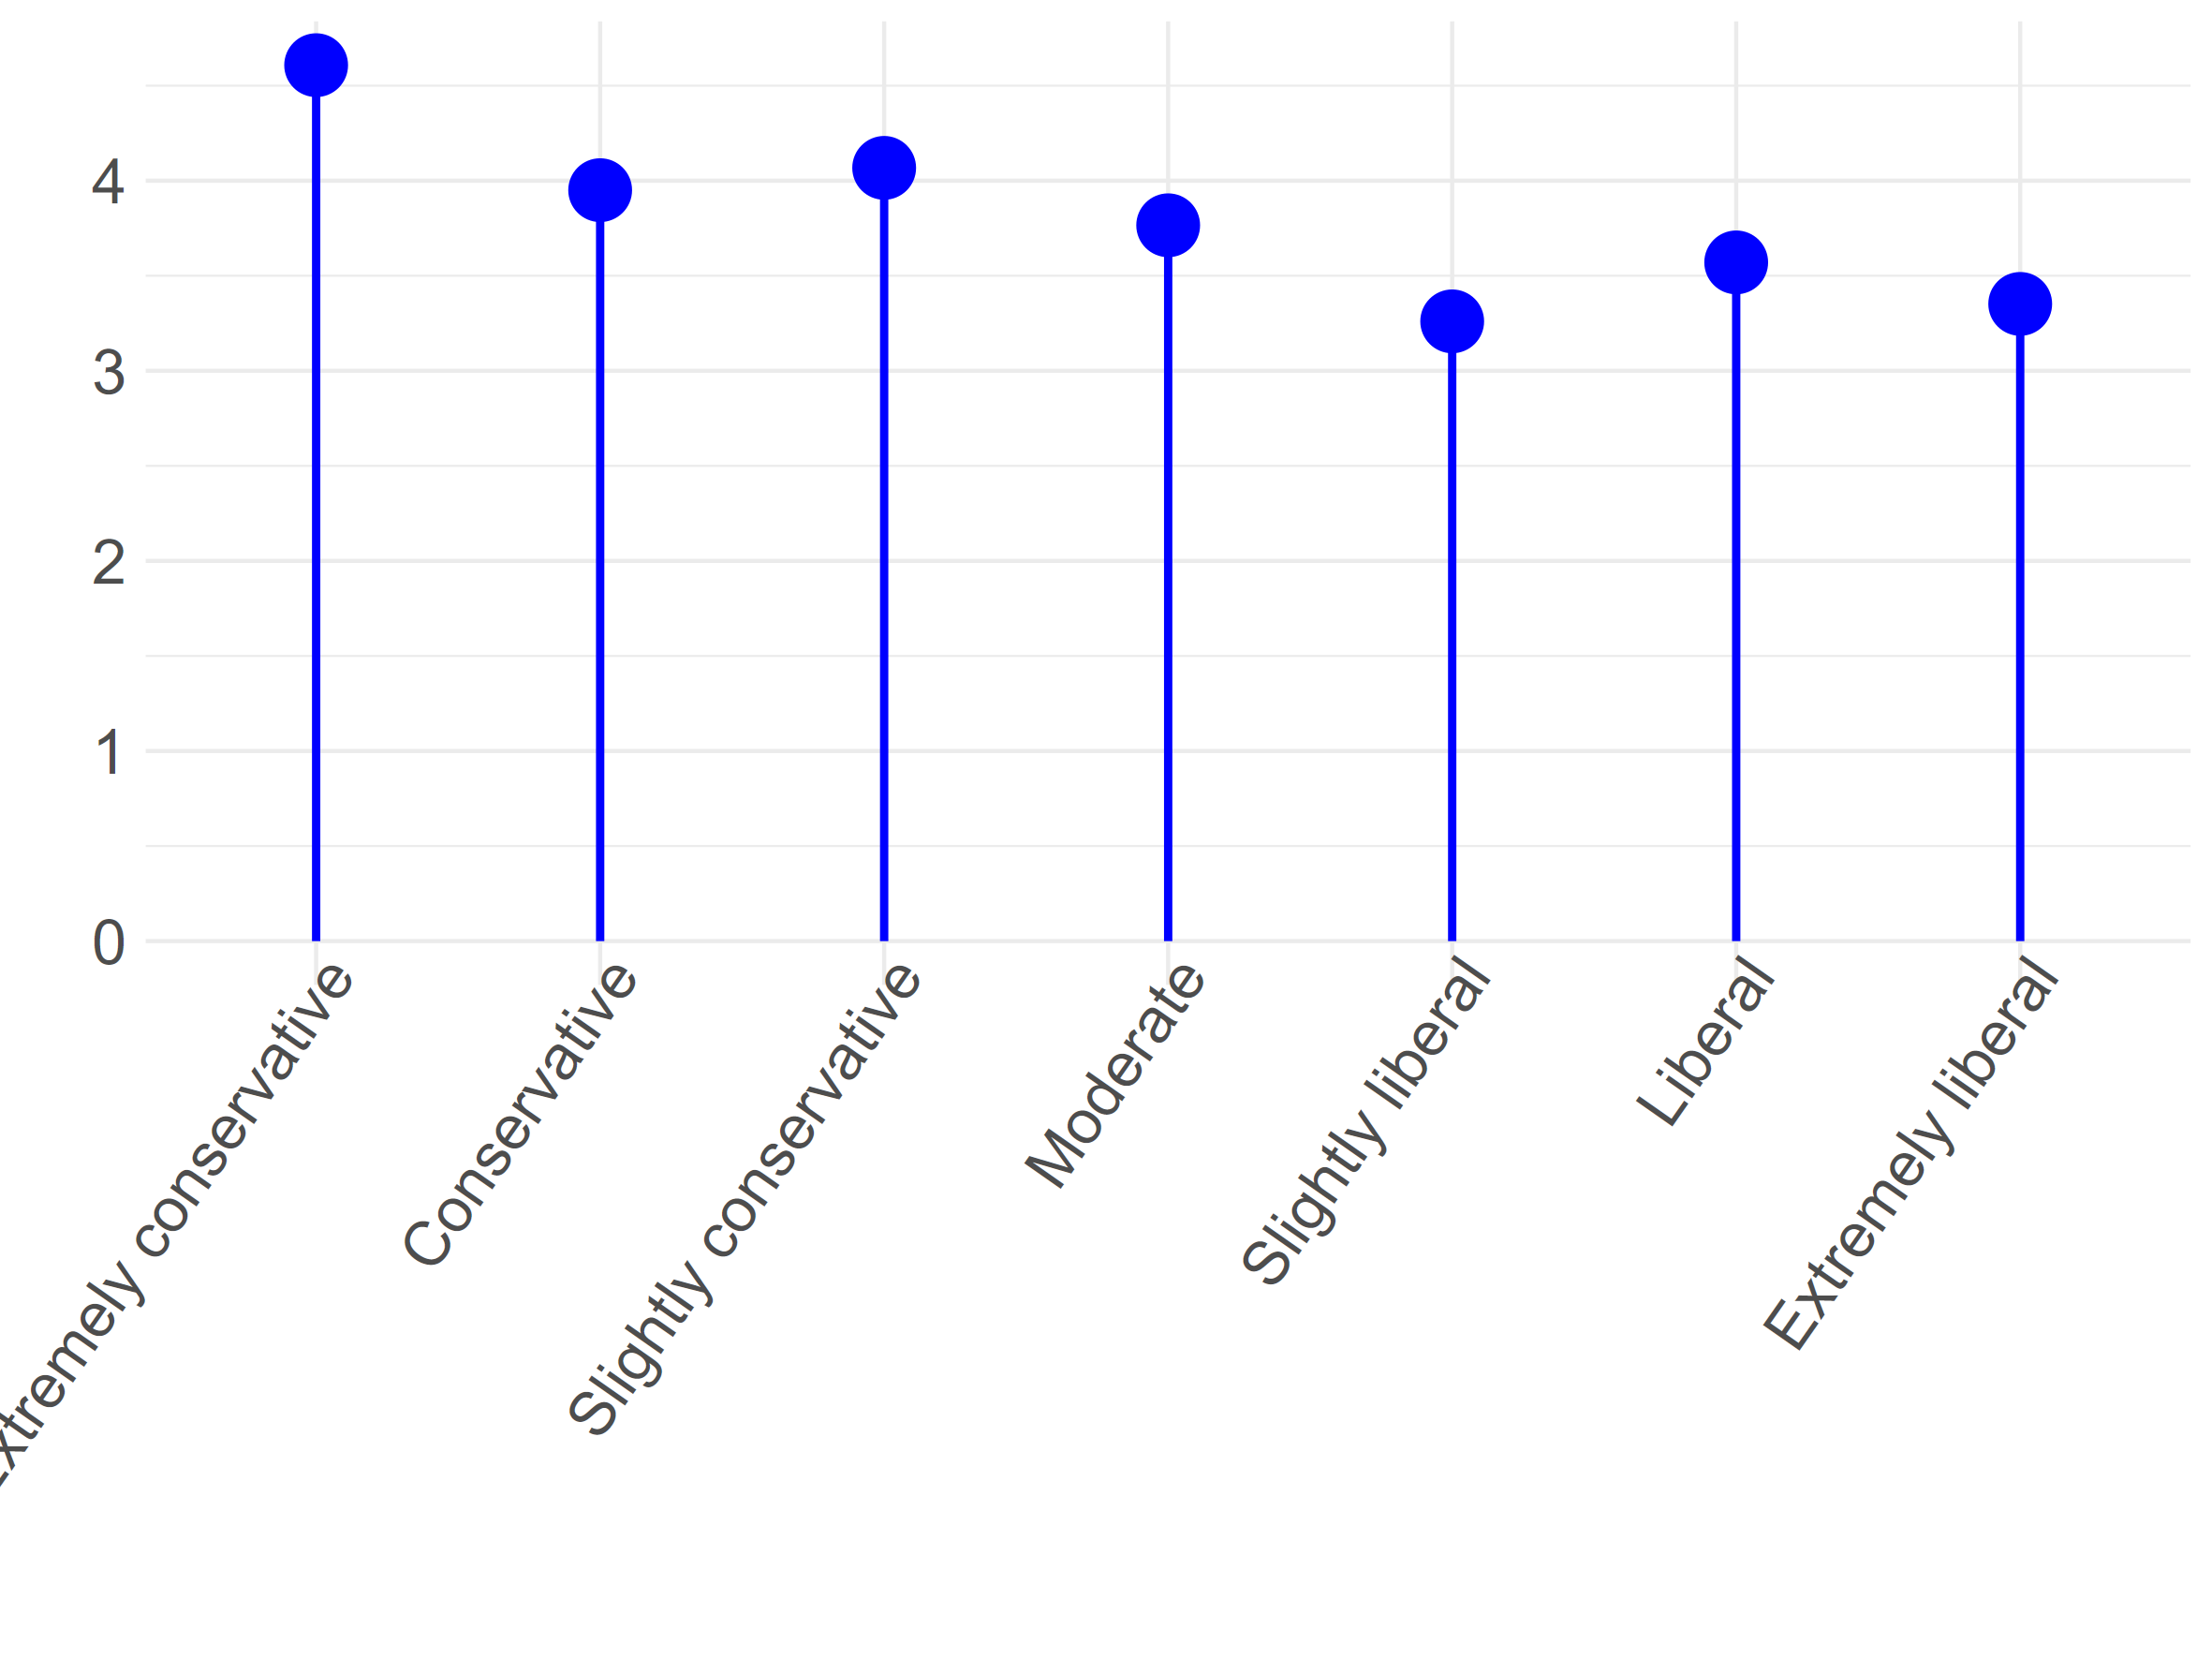 4
3
2
1
0
xtremely conservative
Conservative
Slightly conservative
Moderate
Slightly liberal
Liberal
Extremely liberal